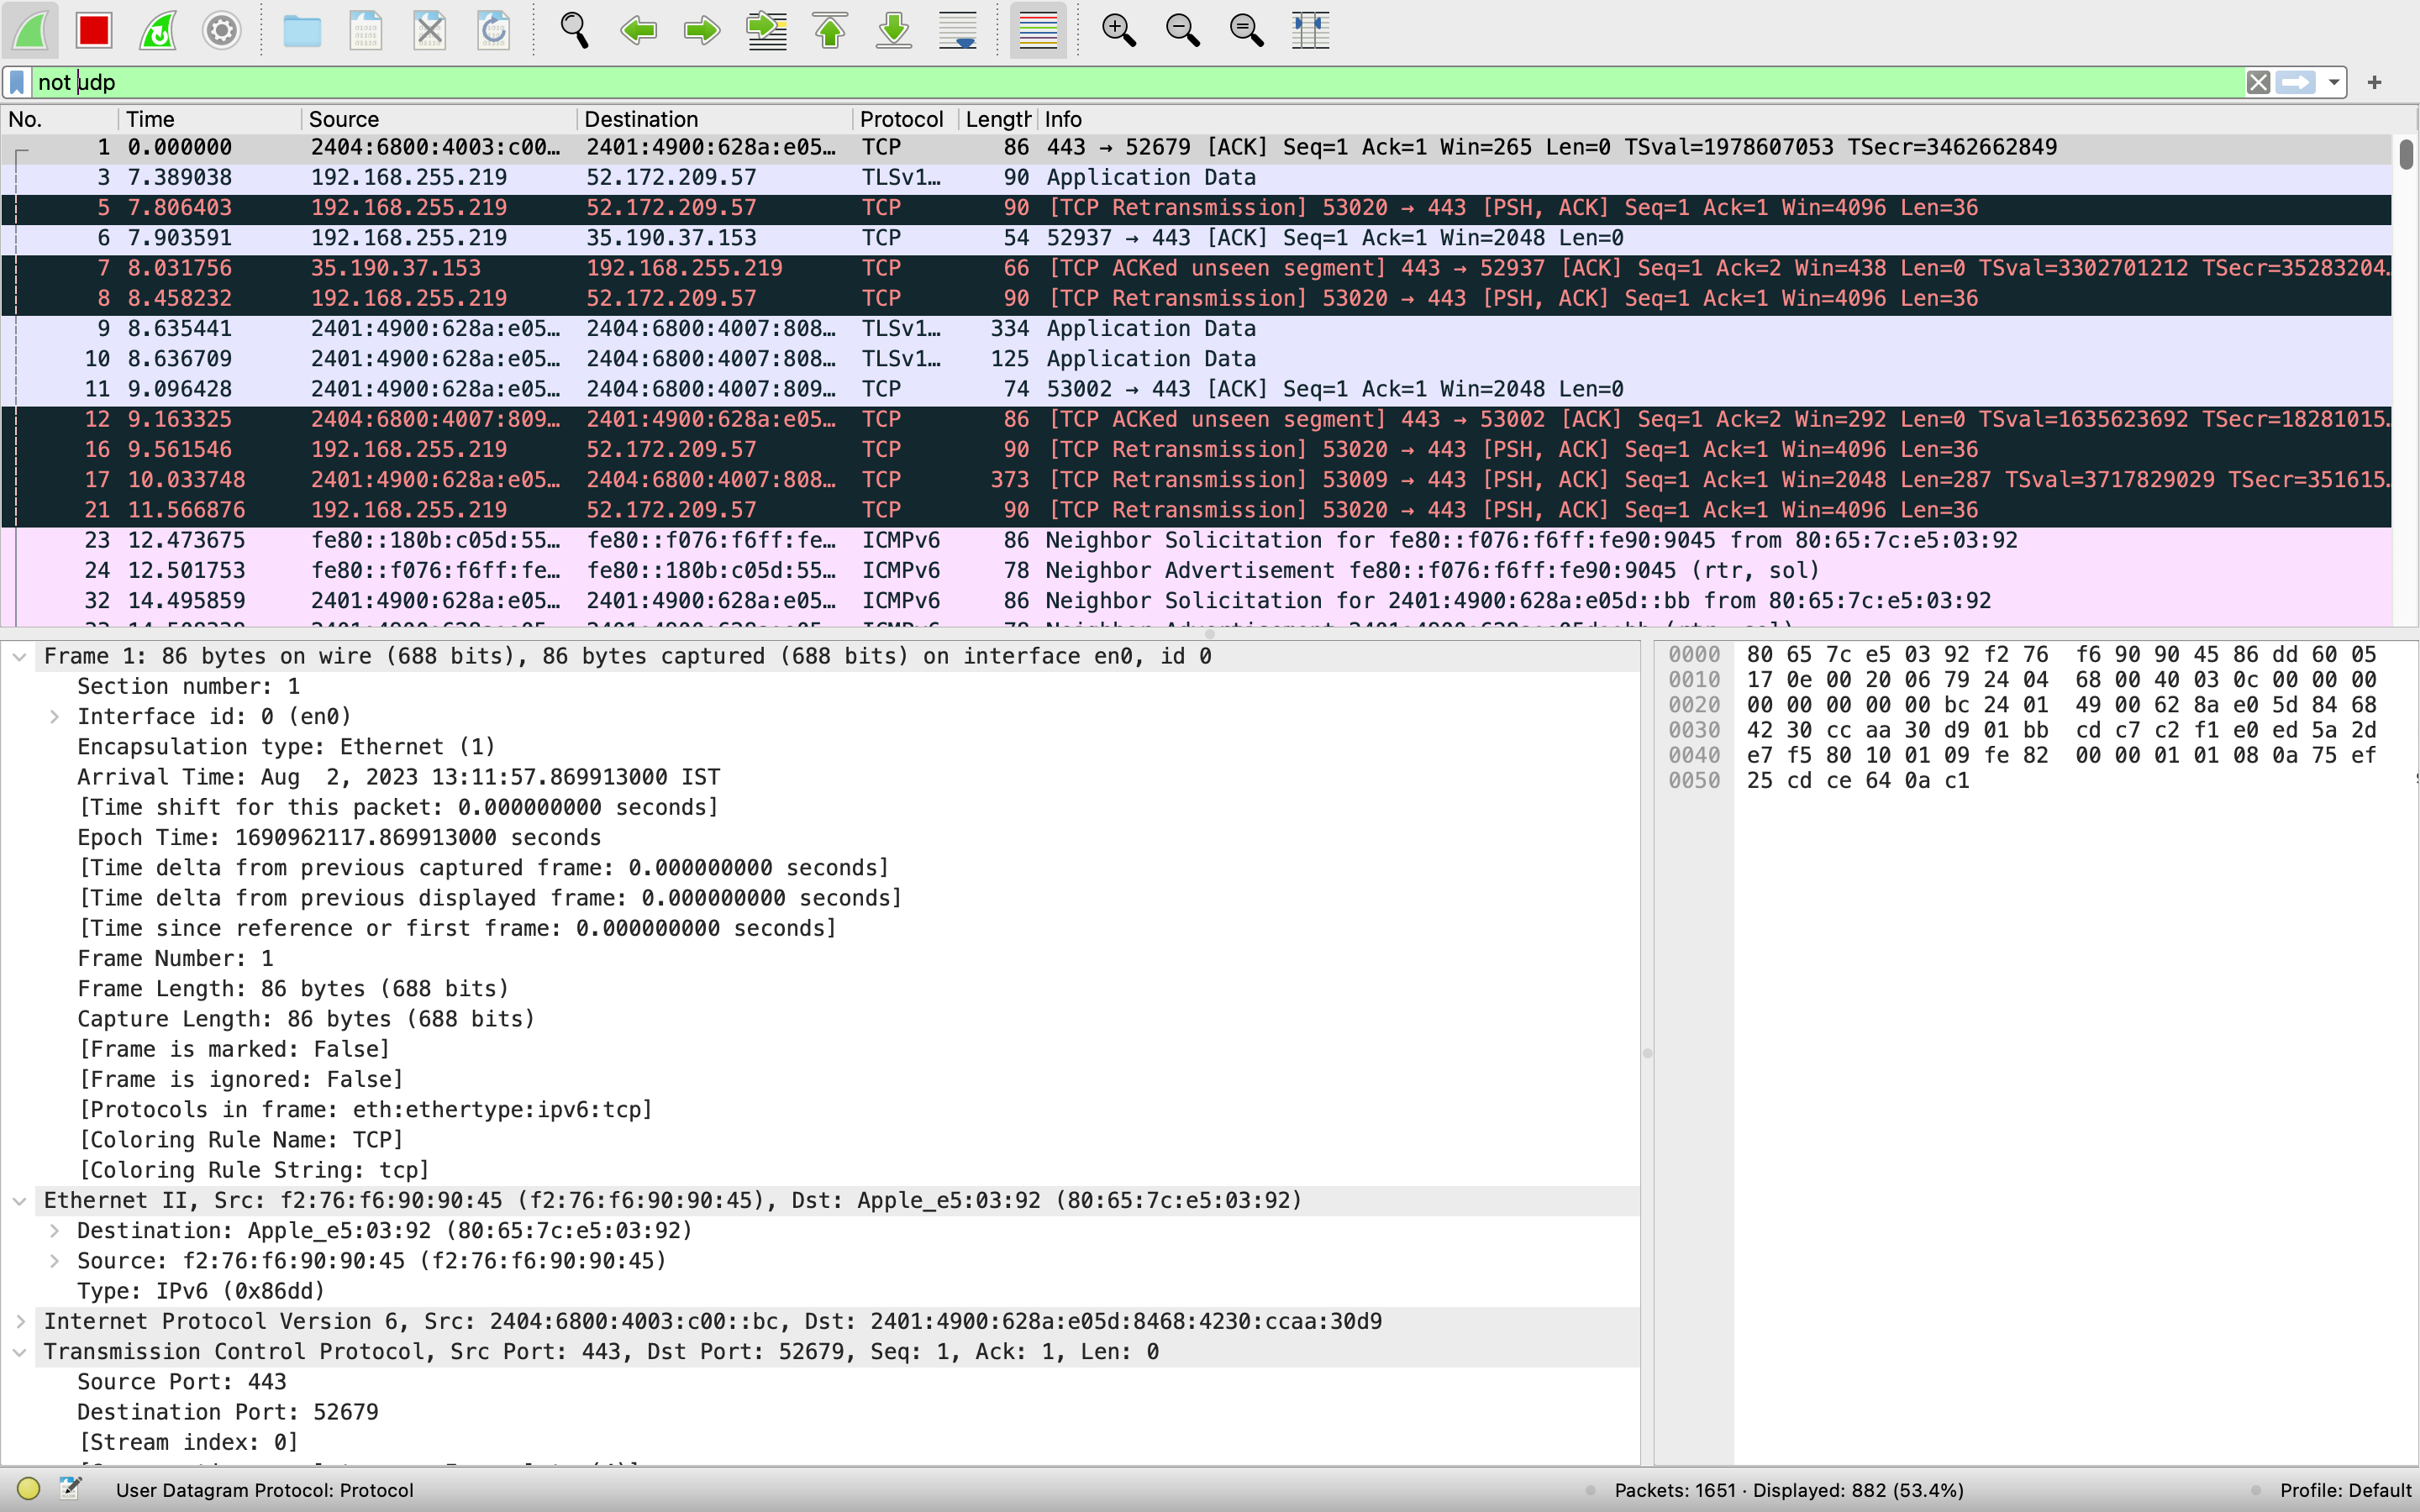 not udp
No. Time Source Destination Protocol Length Info
1 0.000000 2404:6800:4003:c00… 2401:4900:628a:e05… TCP 86 443 → 52679 [ACK] Seq=1 Ack=1 Win=265 Len=0 TSval=1978607053 TSecr=3462662849
3 7.389038 192.168.255.219 52.172.209.57 TLSv1… 90 Application Data
5 7.806403 192.168.255.219 52.172.209.57 TCP 90 [TCP Retransmission] 53020 → 443 [PSH, ACK] Seq=1 Ack=1 Win=4096 Len=36
6 7.903591 192.168.255.219 35.190.37.153 TCP 54 52937 → 443 [ACK] Seq=1 Ack=1 Win=2048 Len=0
7 8.031756 35.190.37.153 192.168.255.219 TCP 66 [TCP ACKed unseen segment] 443 → 52937 [ACK] Seq=1 Ack=2 Win=438 Len=0 TSval=3302701212 TSecr=35283204.
8 8.458232 192.168.255.219 52.172.209.57 TCP 90 [TCP Retransmission] 53020 → 443 [PSH, ACK] Seq=1 Ack=1 Win=4096 Len=36
9 8.635441 2401:4900:628a:e05… 2404:6800:4007:808… TLSv1… 334 Application Data
10 8.636709 2401:4900:628a:e05… 2404:6800:4007:808… TLSv1… 125 Application Data
11 9.096428 2401:4900:628a:e05… 2404:6800:4007:809… TCP 74 53002 → 443 [ACK] Seq=1 Ack=1 Win=2048 Len=0
12 9.163325 2404:6800:4007:809… 2401:4900:628a:e05… TCP 86 [TCP ACKed unseen segment] 443 → 53002 [ACK] Seq=1 Ack=2 Win=292 Len=0 TSval=1635623692 TSecr=18281015.
16 9.561546 192.168.255.219 52.172.209.57 TCP 90 [TCP Retransmission] 53020 → 443 [PSH, ACK] Seq=1 Ack=1 Win=4096 Len=36
17 10.033748 2401:4900:628a:e05… 2404:6800:4007:808… TCP 373 [TCP Retransmission] 53009 → 443 [PSH, ACK] Seq=1 Ack=1 Win=2048 Len=287 TSval=3717829029 TSecr=351615.
21 11.566876 192.168.255.219 52.172.209.57 TCP 90 [TCP Retransmission] 53020 → 443 [PSH, ACK] Seq=1 Ack=1 Win=4096 Len=36
23 12.473675 fe80::180b:c05d:55… fe80::f076:f6ff:fe… ICMPv6 86 Neighbor Solicitation for fe80::f076:f6ff:fe90:9045 from 80:65:7c:e5:03:92
24 12.501753 fe80::f076:f6ff:fe… fe80::180b:c05d:55… ICMPv6 78 Neighbor Advertisement fe80::f076:f6ff:fe90:9045 (rtr, sol)
32 14.495859 2401:4900:628a:e05… 2401:4900:628a:e05… ICMPv6 86 Neighbor Solicitation for 2401:4900:628a:e05d::bb from 80:65:7c:e5:03:92
Frame 1: 86 bytes on wire (688 bits), 86 bytes captured (688 bits) on interface en0, id 0
Section number: 1
Interface id: 0 (en0)
Encapsulation type: Ethernet (1)
Arrival Time: Aug  2, 2023 13:11:57.869913000 IST
[Time shift for this packet: 0.000000000 seconds]
Epoch Time: 1690962117.869913000 seconds
[Time delta from previous captured frame: 0.000000000 seconds]
[Time delta from previous displayed frame: 0.000000000 seconds]
[Time since reference or first frame: 0.000000000 seconds]
Frame Number: 1
Frame Length: 86 bytes (688 bits)
Capture Length: 86 bytes (688 bits)
[Frame is marked: False]
[Frame is ignored: False]
[Protocols in frame: eth:ethertype:ipv6:tcp]
[Coloring Rule Name: TCP]
[Coloring Rule String: tcp]
Ethernet II, Src: f2:76:f6:90:90:45 (f2:76:f6:90:90:45), Dst: Apple_e5:03:92 (80:65:7c:e5:03:92)
Destination: Apple_e5:03:92 (80:65:7c:e5:03:92)
Source: f2:76:f6:90:90:45 (f2:76:f6:90:90:45)
Type: IPv6 (0x86dd)
Internet Protocol Version 6, Src: 2404:6800:4003:c00::bc, Dst: 2401:4900:628a:e05d:8468:4230:ccaa:30d9
Transmission Control Protocol, Src Port: 443, Dst Port: 52679, Seq: 1, Ack: 1, Len: 0
Source Port: 443
Destination Port: 52679
[Stream index: 0]
0000 80 65 7c e5 03 92 f2 76 f6 90 90 45 86 dd 60 05
0010 17 0e 00 20 06 79 24 04 68 00 40 03 0c 00 00 00
0020 00 00 00 00 00 bc 24 01 49 00 62 8a e0 5d 84 68
0030 42 30 cc aa 30 d9 01 bb cd c7 c2 f1 e0 ed 5a 2d
0040 e7 f5 80 10 01 09 fe 82 00 00 01 01 08 0a 75 ef
0050 25 cd ce 64 0a c1
User Datagram Protocol: Protocol
Packets: 1651 · Displayed: 882 (53.4%)
Profile: Default